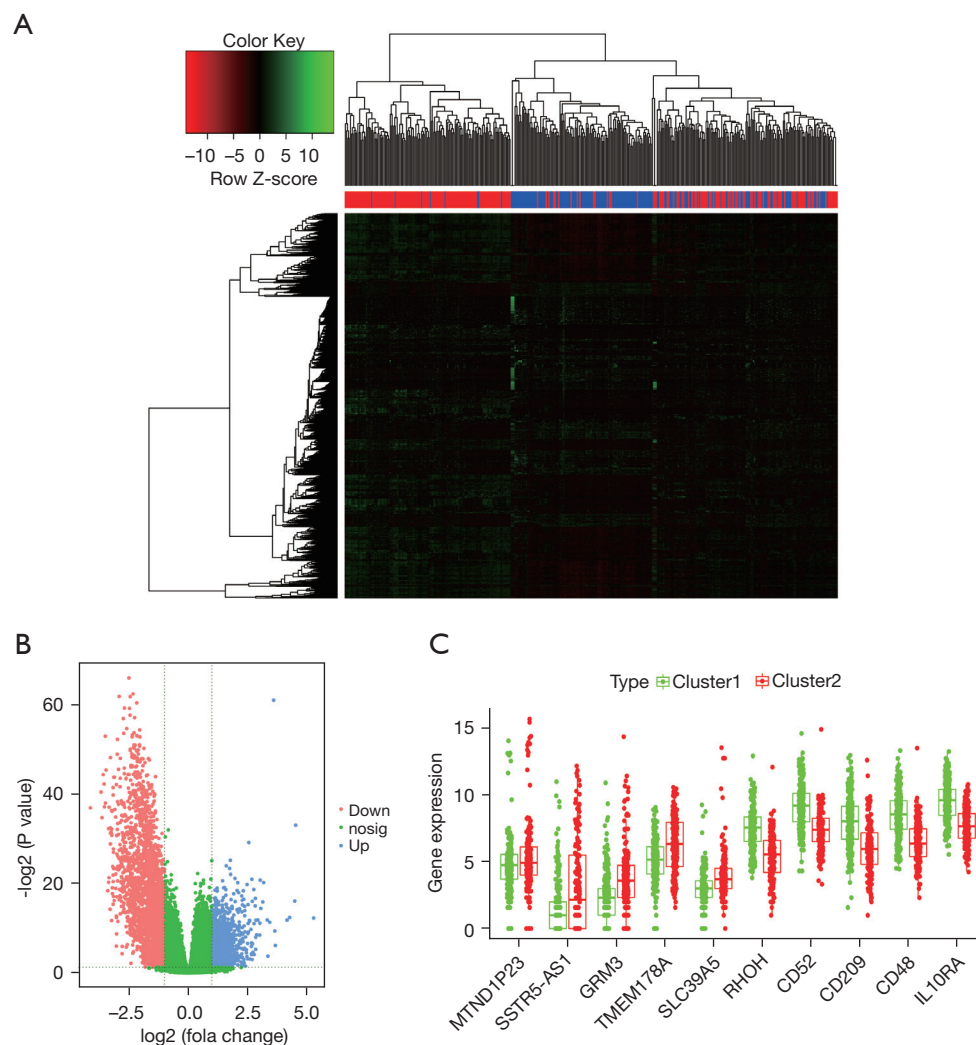 A
Color Key
−10 −5 0 5 10
Row Z-score
B
-log2 (P value)
60
40
20
0
−2.5 0.0 2.5 5.0
log2 (fola change)
Down
nosig
Up
C
Type Cluster1 Cluster2
Gene expression
15
10
5
0
MTND1P23
SSTR5-AS1
GRM3
TMEM178A
SLC39A5
RHOH
CD52
CD209
CD48
IL10RA